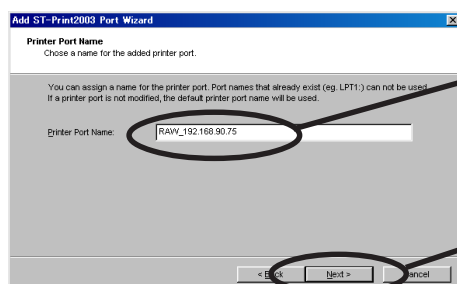 Add ST-Print2003 Port Wizard
Printer Port Name
Chose a name for the added printer port.
You can assign a name for the printer port. Port names that already exist (eg. LPT1:) can not be used.
If a printer port is not modified, the default printer port name will be used.
Printer Port Name: RAW_192.168.90.75
< Back Next > Cancel